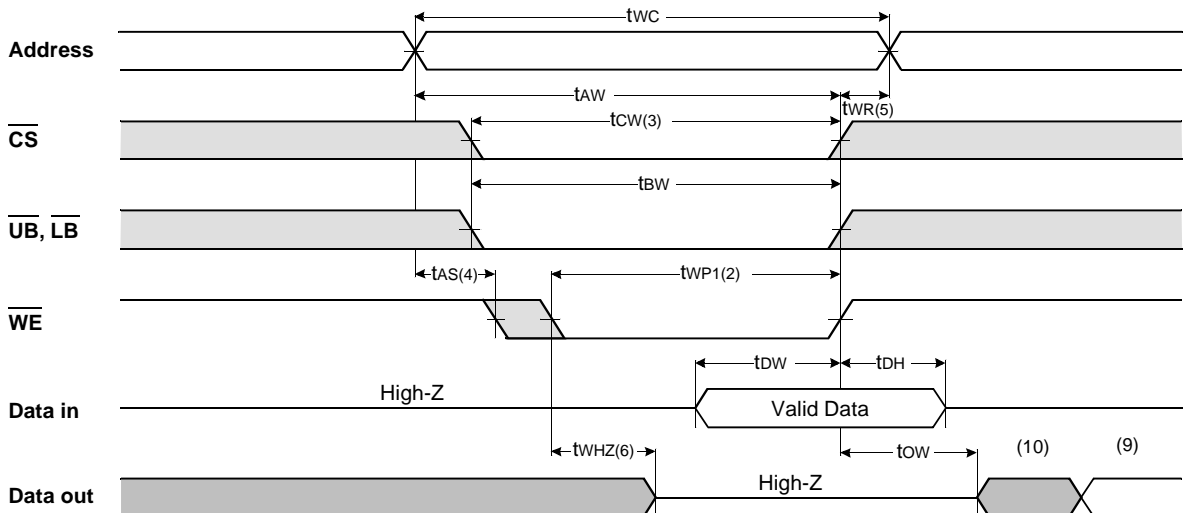 tWC
Address
tAW
tWR(5)
tCW(3)
CS
tBW
UB, LB
tAS(4)
tWP1(2)
WE
tDW
tDH
High-Z
Data in
Valid Data
tWHZ(6)
tOW
(10)
(9)
High-Z
Data out